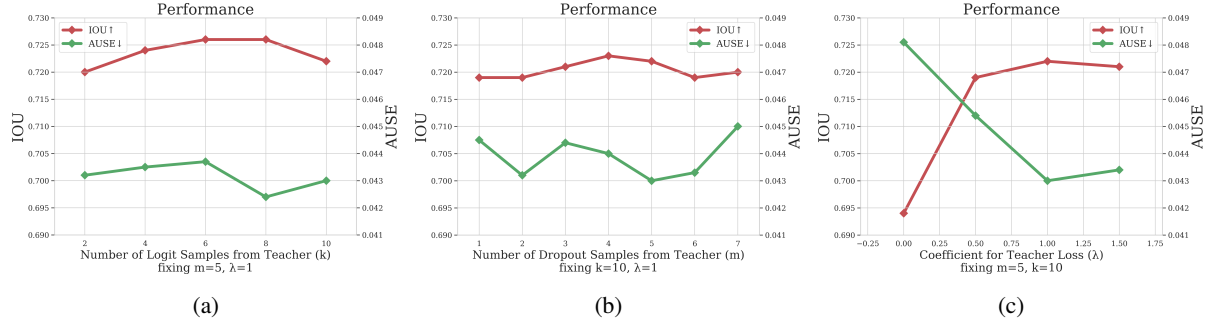 Performance
0.730
0.725
0.720
0.715
0.710
0.705
0.700
0.695
0.690
IOU
IOU↑
AUSE↓
0.049
0.048
0.047
0.046
0.045
0.044
0.043
0.042
0.041
AUSE
2 4 6 8 10
Number of Logit Samples from Teacher (k)
fixing m=5, λ=1
(a)
Performance
0.730
0.725
0.720
0.715
0.710
0.705
0.700
0.695
0.690
IOU
IOU↑
AUSE↓
0.049
0.048
0.047
0.046
0.045
0.044
0.043
0.042
0.041
AUSE
1 2 3 4 5 6 7
Number of Dropout Samples from Teacher (m)
fixing k=10, λ=1
(b)
Performance
0.730
0.725
0.720
0.715
0.710
0.705
0.700
0.695
0.690
IOU
IOU↑
AUSE↓
0.049
0.048
0.047
0.046
0.045
0.044
0.043
0.042
0.041
AUSE
−0.25 0.00 0.25 0.50 0.75 1.00 1.25 1.50 1.75
Coefficient for Teacher Loss (λ)
fixing m=5, k=10
(c)